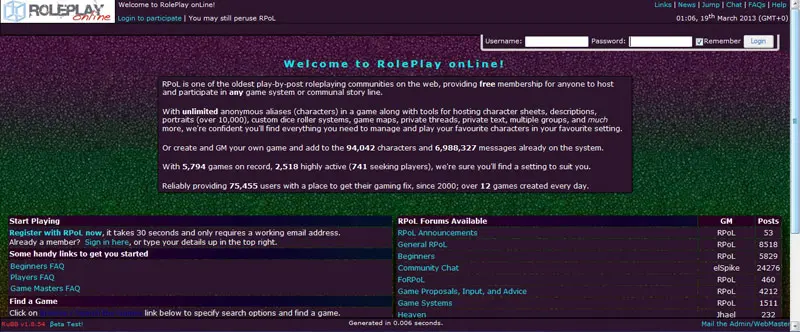 ROLEPLAY
onLine
Welcome to RolePlay onLine!
Login to participate | You may still peruse RPoL
Links | News | Jump | Chat | FAQs | Help
01:06, 19th March 2013 (GMT+0)
Username: Password: Remember Login
Welcome to RolePlay onLine!
RPoL is one of the oldest play-by-post roleplaying communities on the web, providing free membership for anyone to host
and participate in any game system or communal story line.
With unlimited anonymous aliases (characters) in a game along with tools for hosting character sheets, descriptions,
portraits (over 10,000), custom dice roller systems, game maps, private threads, private text, multiple groups, and much
more, we're confident you'll find everything you need to manage and play your favourite characters in your favourite setting.
Or create and GM your own game and add to the 94,042 characters and 6,988,327 messages already on the system.
With 5,794 games on record, 2,518 highly active (741 seeking players), we're sure you'll find a setting to suit you.
Reliably providing 75,455 users with a place to get their gaming fix, since 2000; over 12 games created every day.
Start Playing
Register with RPoL now, it takes 30 seconds and only requires a working email address.
Already a member? Sign in here, or type your details up in the top right.
Some handy links to get you started
Beginners FAQ
Players FAQ
Game Masters FAQ
Find a Game
Click on link below to specify search options and find a game.
RPoL Forums Available GM Posts
RPoL Announcements RPoL 53
General RPoL RPoL 8518
Beginners RPoL 5829
Community Chat elSpike 24276
FoRPoL RPoL 460
Game Proposals, Input, and Advice RPoL 4212
Game Systems RPoL 1511
Heaven Jhael 232
RuBB v1.8.54 βeta Test!
Generated in 0.006 seconds.
Mail the Admin/WebMaster